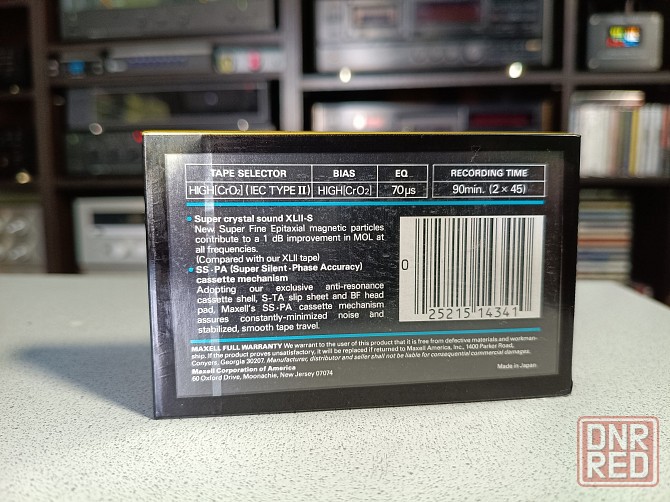 TAPE SELECTOR BIAS EQ RECORDING TIME
HIGH[CrO₂] (IEC TYPE II) HIGH[CrO₂] 70μs 90min. (2 × 45)
Super crystal sound XLII-S
New Super Fine Epitaxial magnetic particles
contribute to a 1 dB improvement in MOL at
all frequencies.
(Compared with our XLII tape)
SS·PA (Super Silent·Phase Accuracy)
cassette mechanism
Adopting our exclusive anti-resonance
cassette shell, S-TA slip sheet and BF head
pad, Maxell's SS·PA cassette mechanism
assures constantly-minimized noise and
stabilized, smooth tape travel.
0 25215 14341
MAXELL FULL WARRANTY We warrant to the user of this product that it is free from defective materials and workman-
ship. If the product proves unsatisfactory, it will be replaced if returned to Maxell America, Inc., 1400 Parker Road,
Conyers, Georgia 30207. Manufacturer, distributor and seller shall not be liable for consequential commercial damages.
Maxell Corporation of America
60 Oxford Drive, Moonachie, New Jersey 07074
Made in Japan
DNR
RED